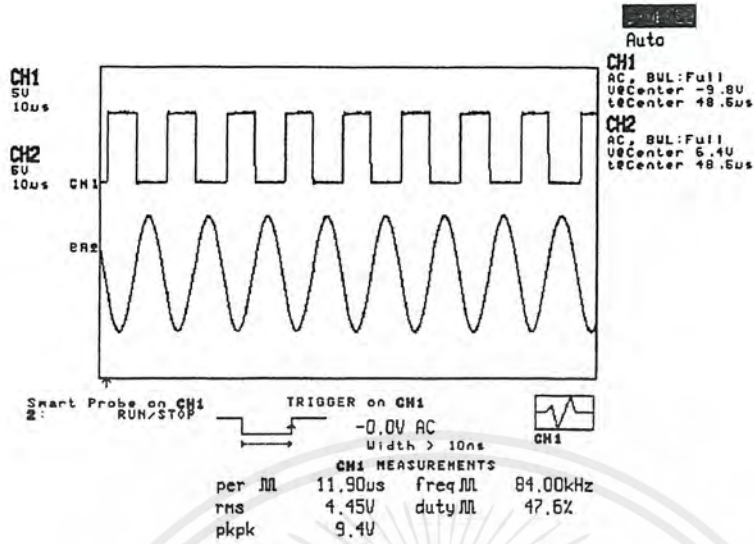 Auto
CH1
5V
10us
CH1
AC, BWL:Full
V@Center -9.8V
t@Center 48.6us
CH2
5V
10us
CH2
AC, BWL:Full
V@Center 6.4V
t@Center 48.6us
CH1
Smart Probe on CH1
2: RUN/STOP
TRIGGER on CH1
-0.0V AC
Width > 10ns
CH1
CH1 MEASUREMENTS
per 11.90us freq 84.00kHz
rms 4.45V duty 47.6%
pkpk 9.4V